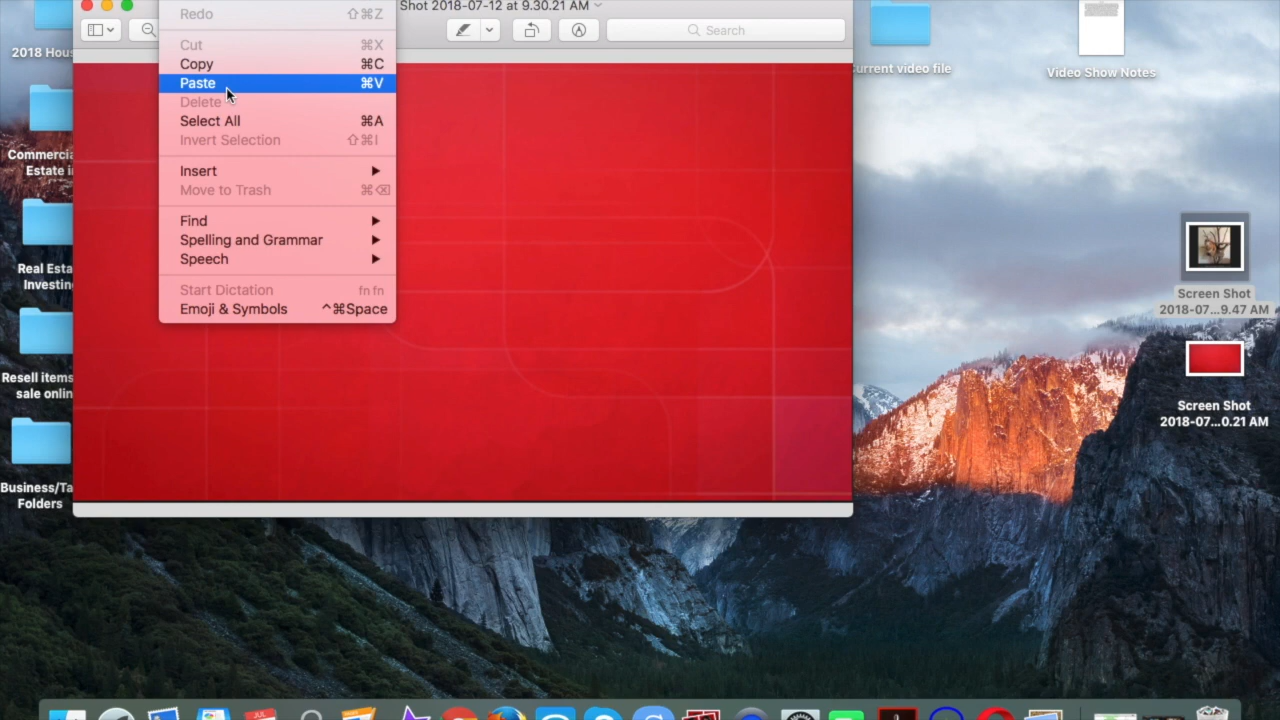 Shot 2018-07-12 at 9.30.21 AM
Search
Redo ⇧⌘Z
Cut ⌘X
Copy ⌘C
Paste ⌘V
Delete
Select All ⌘A
Invert Selection ⇧⌘I
Insert
Move to Trash ⌘⌫
Find
Spelling and Grammar
Speech
Start Dictation fn fn
Emoji & Symbols ^⌘Space
2018 Hous
Commercia
Estate i
Real Esta
Investin
Resell items
sale onlin
Business/Ta
Folders
urrent video file
Video Show Notes
Screen Shot
2018-07...9.47 AM
Screen Shot
2018-07...0.21 AM
JUL